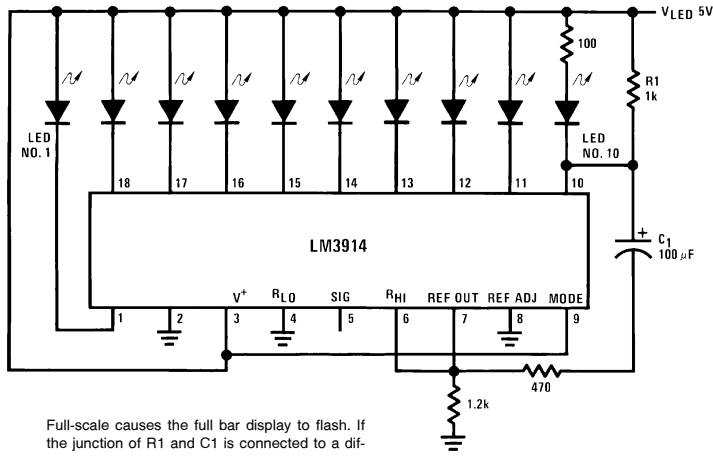 V LED 5V
100
R1
1k
LED
NO. 1
LED
NO. 10
18 17 16 15 14 13 12 11 10
LM3914
C1
100 μF
+
V+ RLO SIG RHI REF OUT REF ADJ MODE
1 2 3 4 5 6 7 8 9
470
1.2k
Full-scale causes the full bar display to flash. If
the junction of R1 and C1 is connected to a dif-